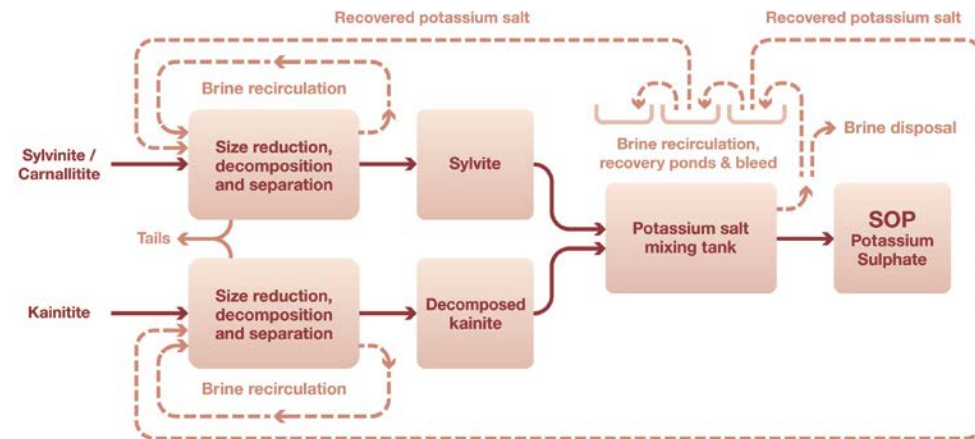 Recovered potassium salt
Recovered potassium salt
Brine recirculation
Sylvinite /
Carnallitite
Size reduction,
decomposition
and separation
Sylvite
Brine recirculation,
recovery ponds & bleed
Brine disposal
Tails
Potassium salt
mixing tank
SOP
Potassium
Sulphate
Kainitite
Size reduction,
decomposition
and separation
Decomposed
kainite
Brine recirculation